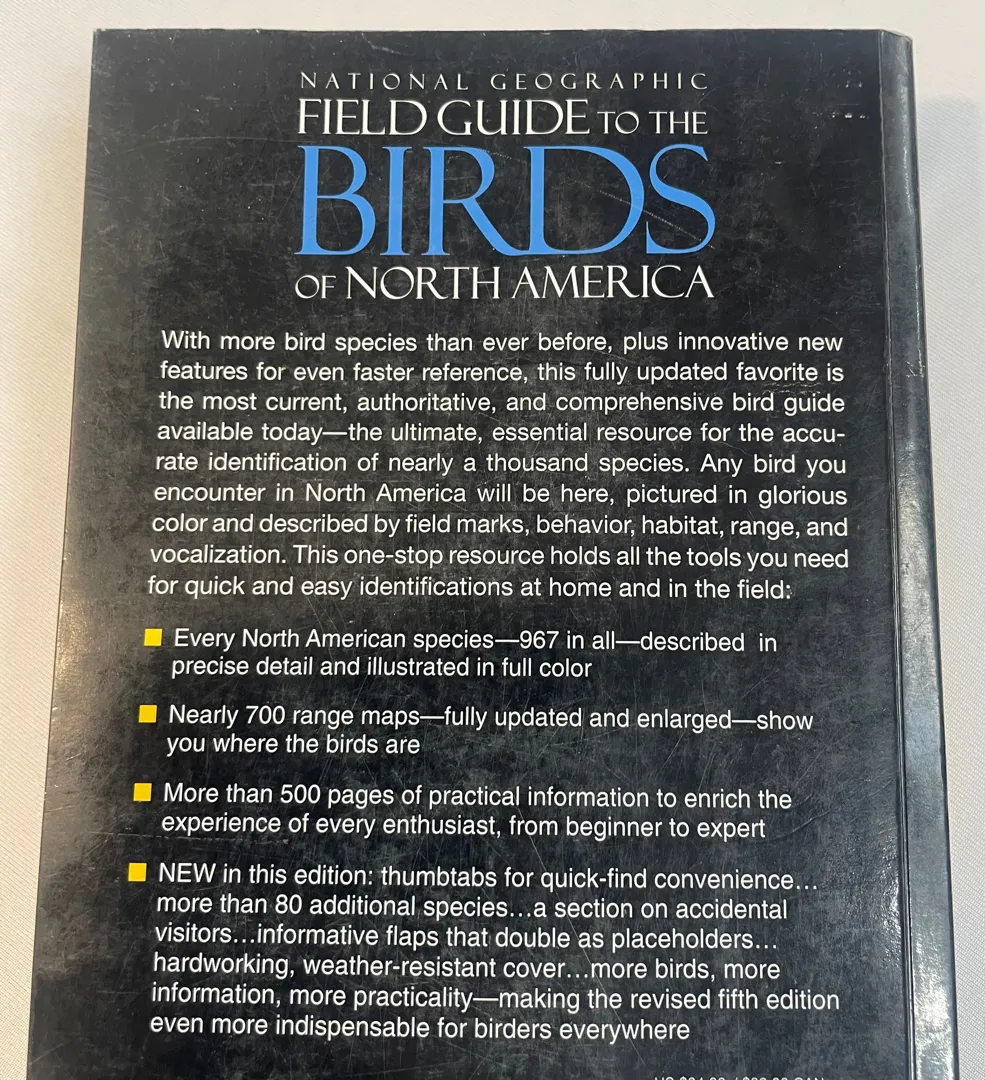 NATIONAL GEOGRAPHIC
FIELD GUIDE TO THE
BIRDS
OF NORTH AMERICA
With more bird species than ever before, plus innovative new
features for even faster reference, this fully updated favorite is
the most current, authoritative, and comprehensive bird guide
available today—the ultimate, essential resource for the accu-
rate identification of nearly a thousand species. Any bird you
encounter in North America will be here, pictured in glorious
color and described by field marks, behavior, habitat, range, and
vocalization. This one-stop resource holds all the tools you need
for quick and easy identifications at home and in the field:
Every North American species—967 in all—described in
precise detail and illustrated in full color
Nearly 700 range maps—fully updated and enlarged—show
you where the birds are
More than 500 pages of practical information to enrich the
experience of every enthusiast, from beginner to expert
NEW in this edition: thumbtabs for quick-find convenience...
more than 80 additional species...a section on accidental
visitors...informative flaps that double as placeholders...
hardworking, weather-resistant cover...more birds, more
information, more practicality—making the revised fifth edition
even more indispensable for birders everywhere